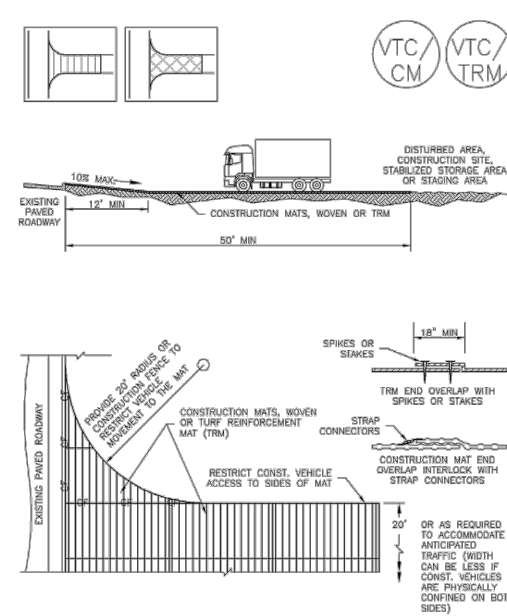 VTC/
CM
VTC/
TRM
DISTURBED AREA,
CONSTRUCTION SITE,
STABILIZED STORAGE AREA
OR STAGING AREA
10% MAX.
EXISTING
PAVED
ROADWAY
12' MIN
CONSTRUCTION MATS, WOVEN OR TRM
50' MIN
PROVIDE 20' RADIUS OR
CONSTRUCTION FENCE TO
RESTRICT VEHICLE
MOVEMENT TO THE MAT
18" MIN
SPIKES OR
STAKES
TRM END OVERLAP WITH
SPIKES OR STAKES
CONSTRUCTION MATS, WOVEN
OR TURF REINFORCEMENT
MAT (TRM)
STRAP
CONNECTORS
CONSTRUCTION MAT END
OVERLAP INTERLOCK WITH
STRAP CONNECTORS
EXISTING PAVED ROADWAY
CF
CF
CF
CF
RESTRICT CONST. VEHICLE
ACCESS TO SIDES OF MAT
20'
OR AS REQUIRED
TO ACCOMMODATE
ANTICIPATED
TRAFFIC (WIDTH
CAN BE LESS IF
CONST. VEHICLES
ARE PHYSICALLY
CONFINED ON BOT
SIDES)